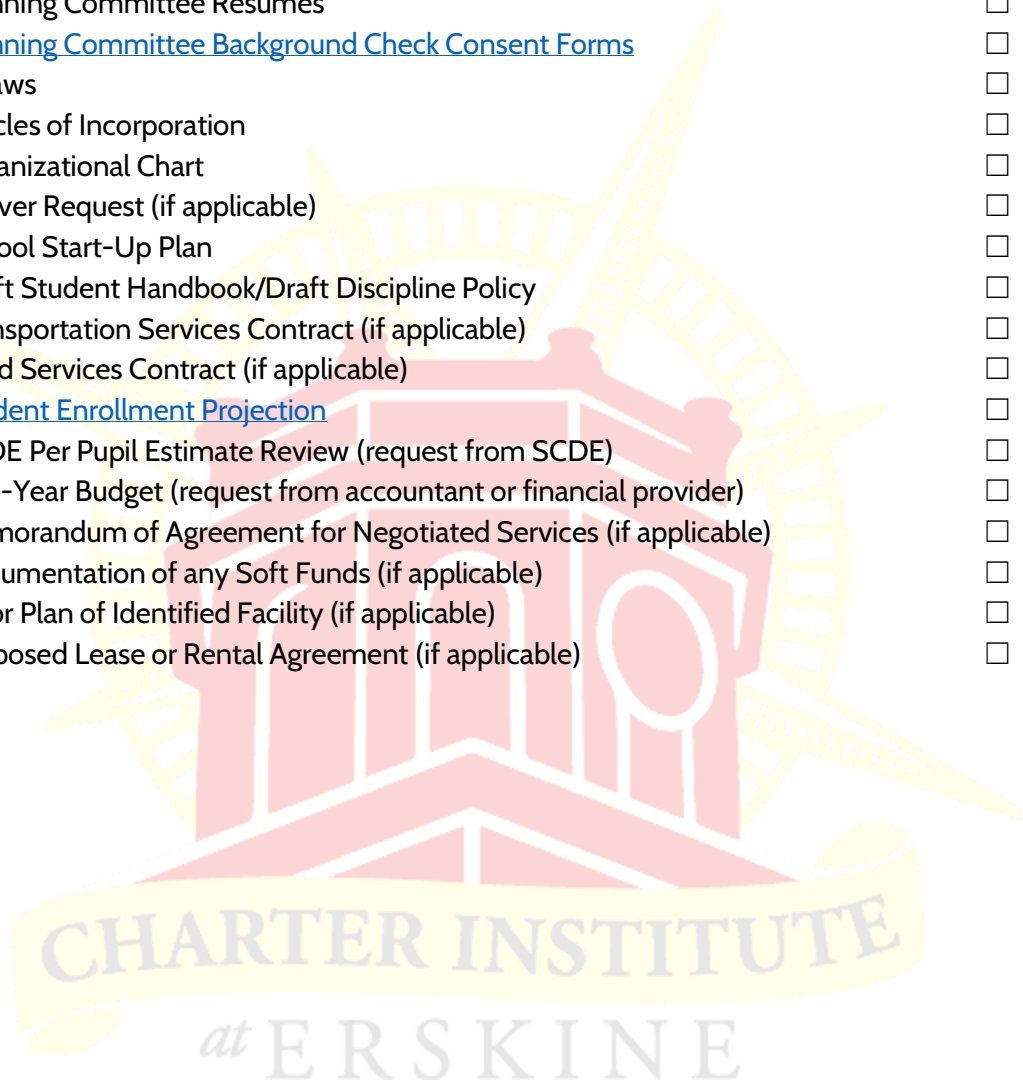 nning Committee Resumes ☐
nning Committee Background Check Consent Forms ☐
aws ☐
cles of Incorporation ☐
anizational Chart ☐
ver Request (if applicable) ☐
ool Start-Up Plan ☐
ft Student Handbook/Draft Discipline Policy ☐
nsportation Services Contract (if applicable) ☐
d Services Contract (if applicable) ☐
dent Enrollment Projection ☐
DE Per Pupil Estimate Review (request from SCDE) ☐
-Year Budget (request from accountant or financial provider) ☐
morandum of Agreement for Negotiated Services (if applicable) ☐
cumentation of any Soft Funds (if applicable) ☐
or Plan of Identified Facility (if applicable) ☐
posed Lease or Rental Agreement (if applicable) ☐
CHARTER INSTITUTE
at ERSKINE